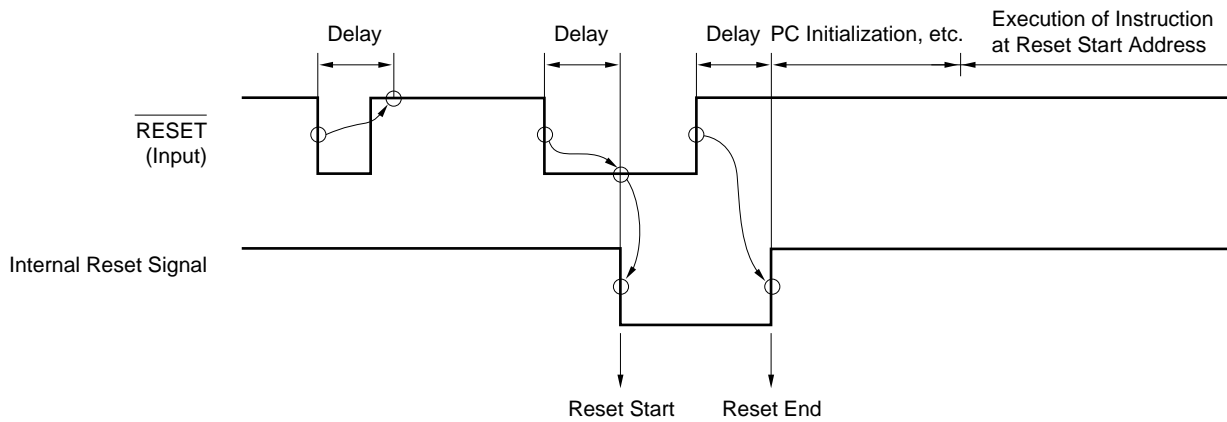 Delay
Delay
Delay
PC Initialization, etc.
Execution of Instruction
at Reset Start Address
RESET
(Input)
Internal Reset Signal
Reset Start
Reset End